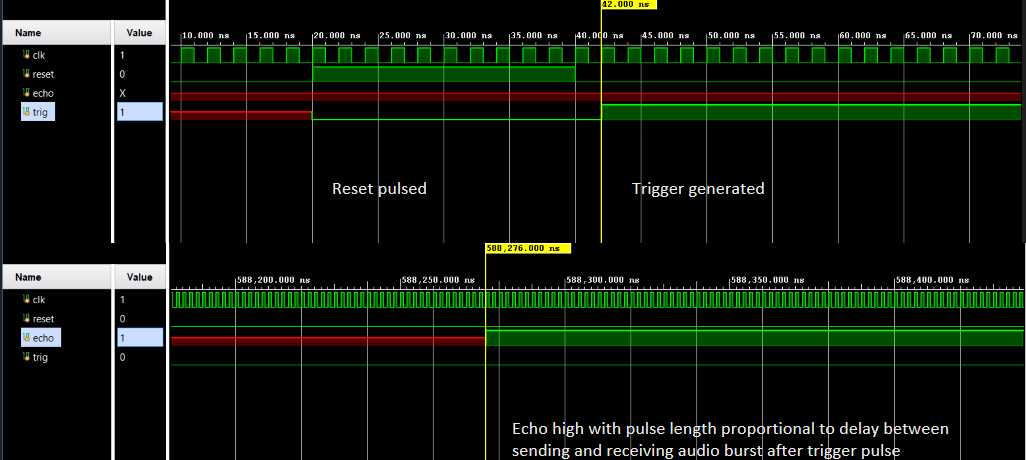 42.000 ns
Name Value
10.000 ns 15.000 ns 20.000 ns 25.000 ns 30.000 ns 35.000 ns 40.000 ns 45.000 ns 50.000 ns 55.000 ns 60.000 ns 65.000 ns 70.000 ns
clk 1
reset 0
echo X
trig 1
Reset pulsed Trigger generated
588,276.000 ns
Name Value
588,200.000 ns 588,250.000 ns 588,300.000 ns 588,350.000 ns 588,400.000 ns
clk 1
reset 0
echo 1
trig 0
Echo high with pulse length proportional to delay between
sending and receiving audio burst after trigger pulse